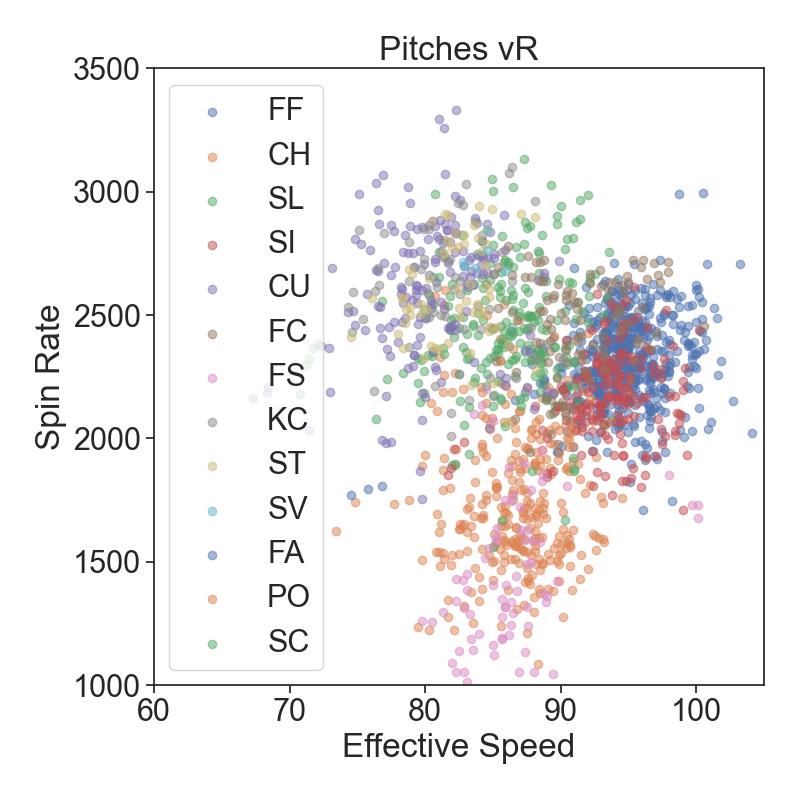 Pitches vR
3500
3000
2500
2000
1500
1000
Spin Rate
FF
CH
SL
SI
CU
FC
FS
KC
ST
SV
FA
PO
SC
60
70
80
90
100
Effective Speed